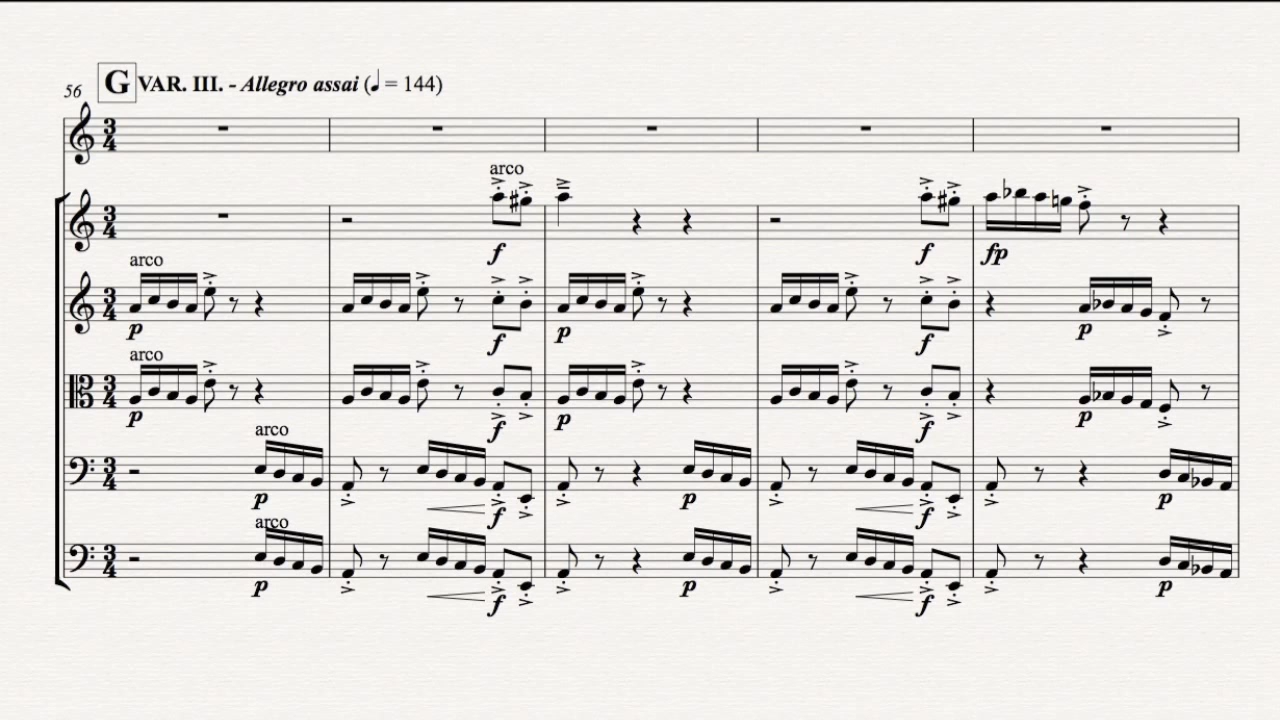 56 G VAR. III. - Allegro assai (♩ = 144)
arco
f f fp
arco
p f p f p
arco
p f p f p
arco
p f p f p
arco
p f p f p